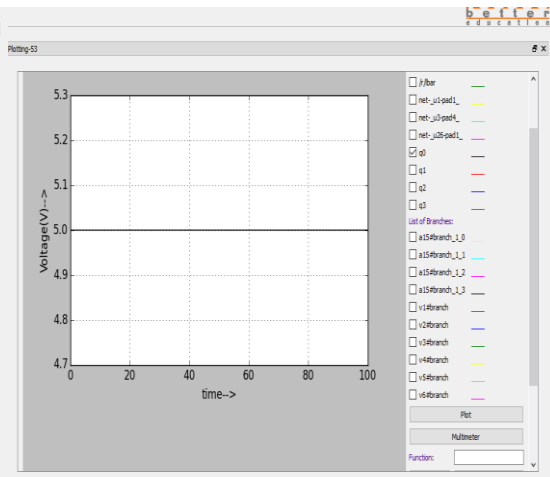 better
education
Plotting-53
5.3
5.2
5.1
5.0
4.9
4.8
4.7
Voltage(V)-->
0 20 40 60 80 100
time-->
/r/bar
net-_u1-pad1_
net-_u3-pad4_
net-_u26-pad1_
q0
q1
q2
q3
List of Branches:
a15#branch_1_0
a15#branch_1_1
a15#branch_1_2
a15#branch_1_3
v1#branch
v2#branch
v3#branch
v4#branch
v5#branch
v6#branch
Plot
Multimeter
Function: